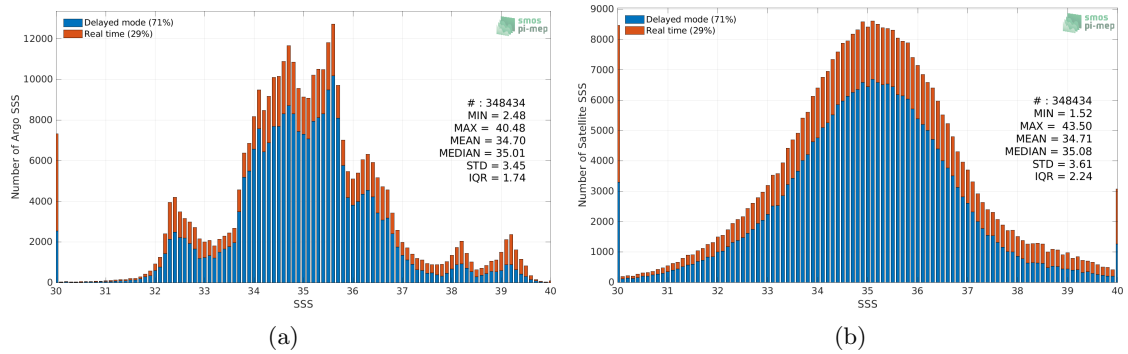 Delayed mode (71%)
Real time (29%)
smos
pi-mep
Number of Argo SSS
12000
10000
8000
6000
4000
2000
0
# : 348434
MIN = 2.48
MAX = 40.48
MEAN = 34.70
MEDIAN = 35.01
STD = 3.45
IQR = 1.74
30 31 32 33 34 35 36 37 38 39 40
SSS
(a)
Delayed mode (71%)
Real time (29%)
smos
pi-mep
Number of Satellite SSS
9000
8000
7000
6000
5000
4000
3000
2000
1000
0
# : 348434
MIN = 1.52
MAX = 43.50
MEAN = 34.71
MEDIAN = 35.08
STD = 3.61
IQR = 2.24
30 31 32 33 34 35 36 37 38 39 40
SSS
(b)